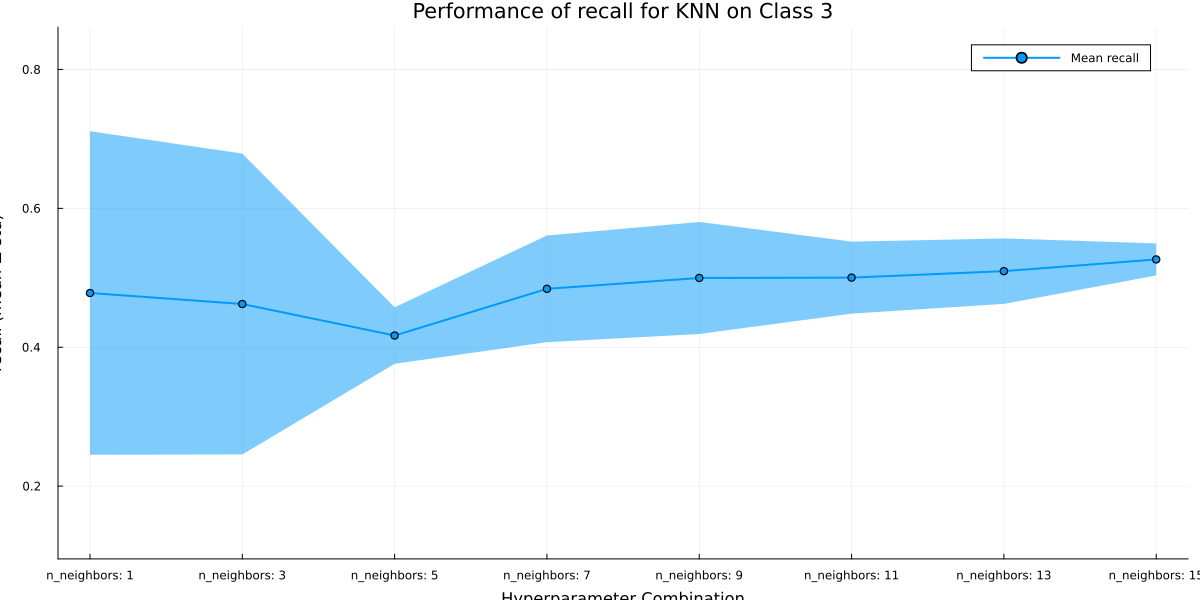 Performance of recall for KNN on Class 3
Mean recall
0.8
0.6
0.4
0.2
n_neighbors: 1 n_neighbors: 3 n_neighbors: 5 n_neighbors: 7 n_neighbors: 9 n_neighbors: 11 n_neighbors: 13 n_neighbors: 15
Hyperparameter Combination